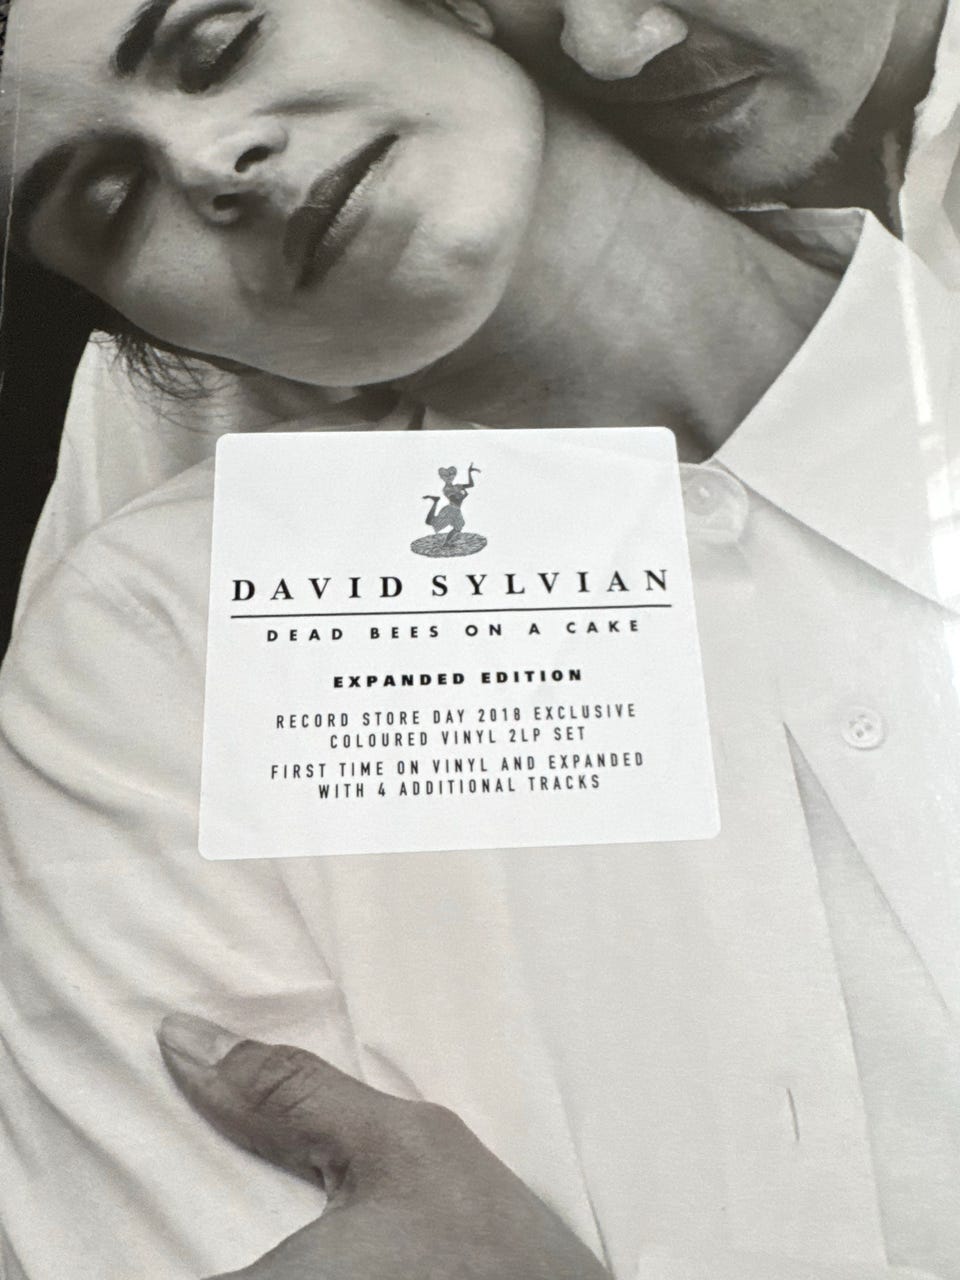 DAVID SYLVIAN
DEAD BEES ON A CAKE
EXPANDED EDITION
RECORD STORE DAY 2018 EXCLUSIVE
COLOURED VINYL 2LP SET
FIRST TIME ON VINYL AND EXPANDED
WITH 4 ADDITIONAL TRACKS